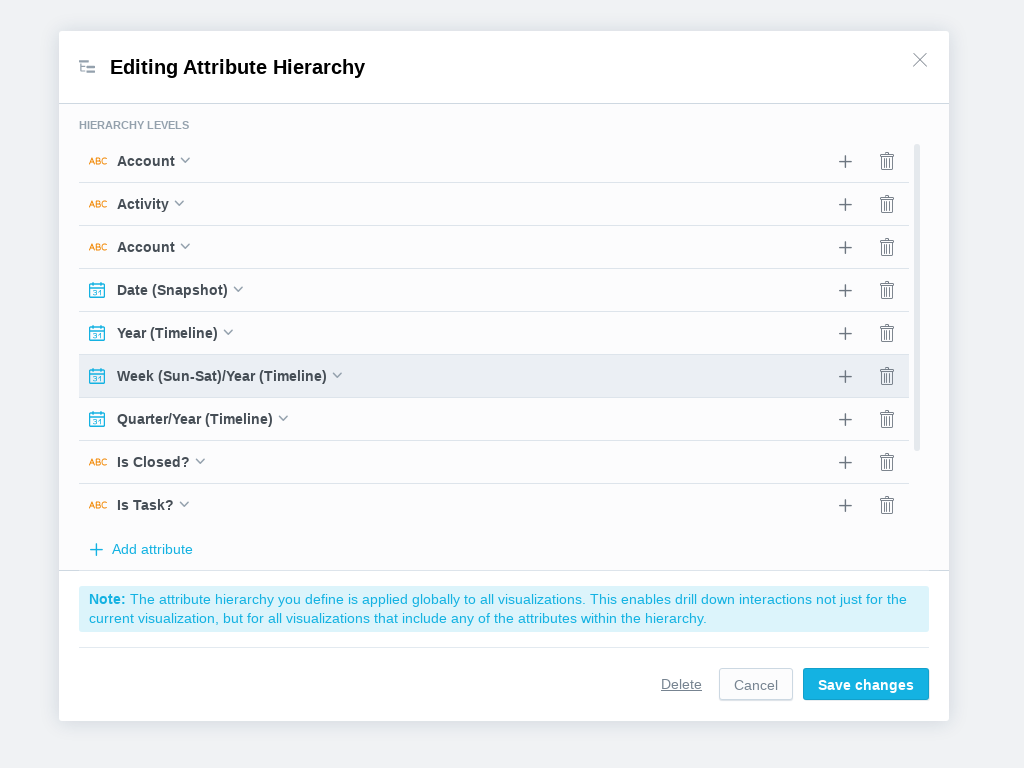 Editing Attribute Hierarchy
HIERARCHY LEVELS
ABC Account
ABC Activity
ABC Account
31 Date (Snapshot)
31 Year (Timeline)
31 Week (Sun-Sat)/Year (Timeline)
31 Quarter/Year (Timeline)
ABC Is Closed?
ABC Is Task?
Add attribute
Note: The attribute hierarchy you define is applied globally to all visualizations. This enables drill down interactions not just for the
current visualization, but for all visualizations that include any of the attributes within the hierarchy.
Delete Cancel Save changes